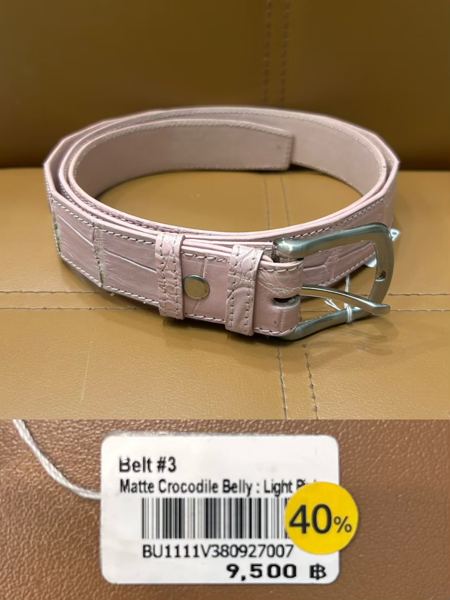 Belt #3
Matte Crocodile Belly : Light
40%
BU1111V380927007
9,500 ฿